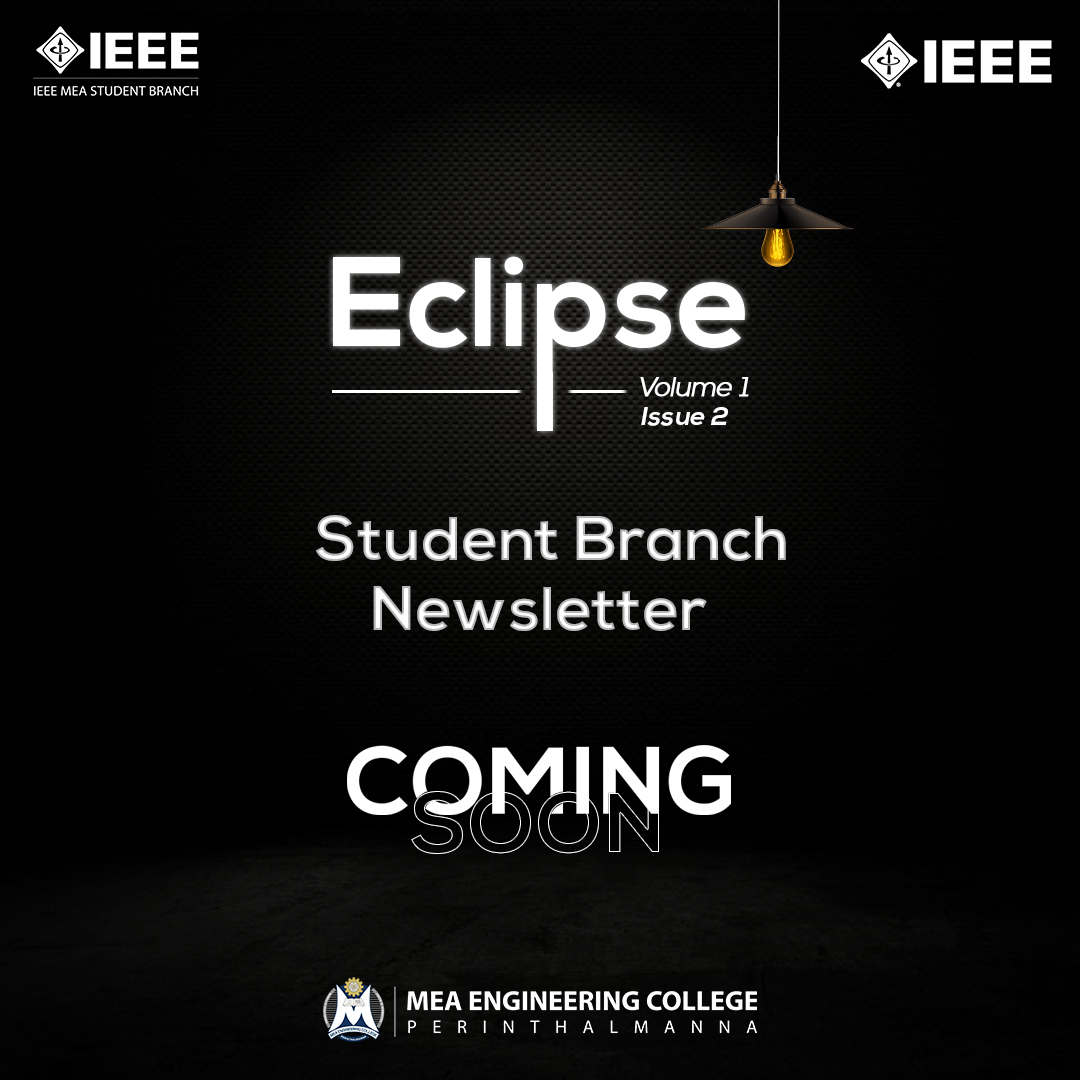 IEEE
IEEE MEA STUDENT BRANCH
IEEE
Eclipse
Volume 1
Issue 2
Student Branch
Newsletter
COMING
SOON
MEA ENGINEERING COLLEGE
PERINTHALMANNA